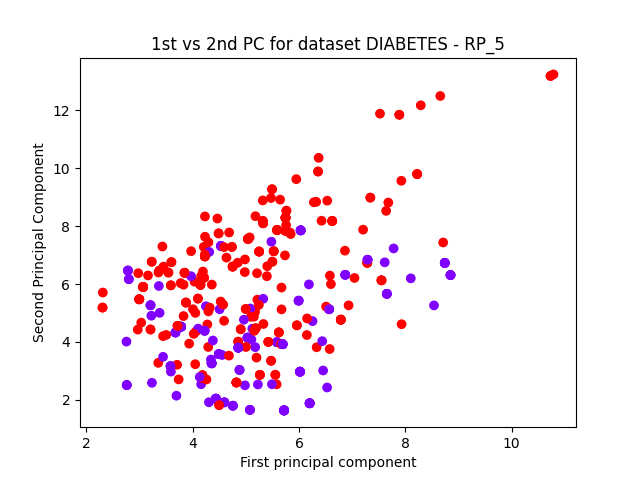 1st vs 2nd PC for dataset DIABETES - RP_5
12
10
8
6
4
2
Second Principal Component
2 4 6 8 10
First principal component